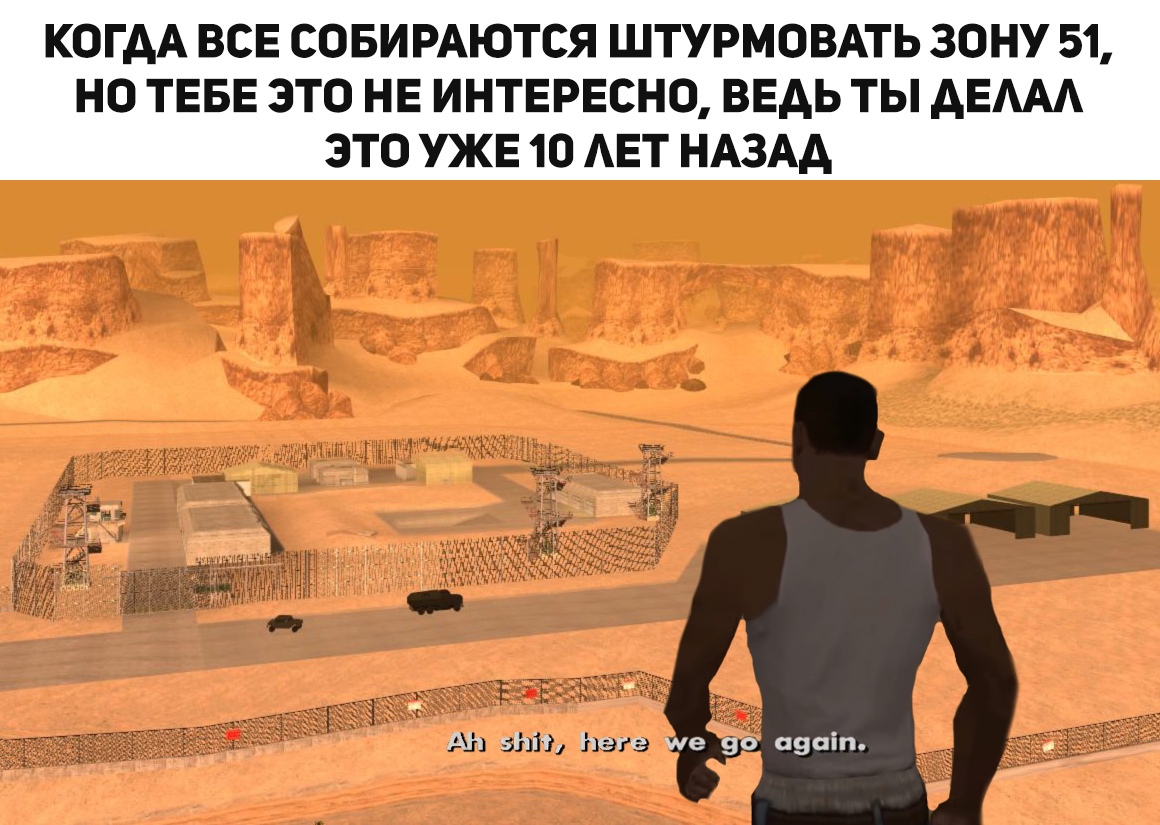 КОГДА ВСЕ СОБИРАЮТСЯ ШТУРМОВАТЬ ЗОНУ 51,
НО ТЕБЕ ЭТО НЕ ИНТЕРЕСНО, ВЕДЬ ТЫ ДЕЛАЛ
ЭТО УЖЕ 10 ЛЕТ НАЗАД
Ah shit, here we go again.